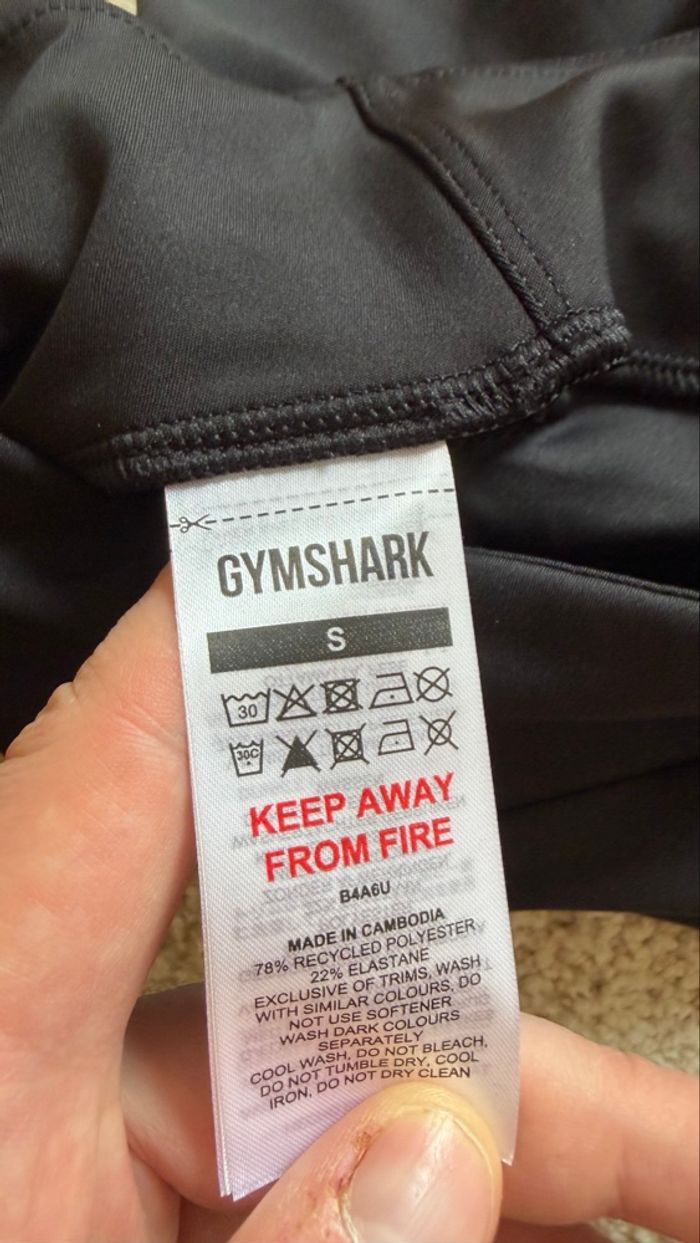 GYMSHARK
S
30
30C
KEEP AWAY
FROM FIRE
B4A6U
MADE IN CAMBODIA
78% RECYCLED POLYESTER
22% ELASTANE
EXCLUSIVE OF TRIMS, WASH
WITH SIMILAR COLOURS, DO
NOT USE SOFTENER
WASH DARK COLOURS
SEPARATELY
COOL WASH, DO NOT BLEACH,
DO NOT TUMBLE DRY, COOL
IRON, DO NOT DRY CLEAN